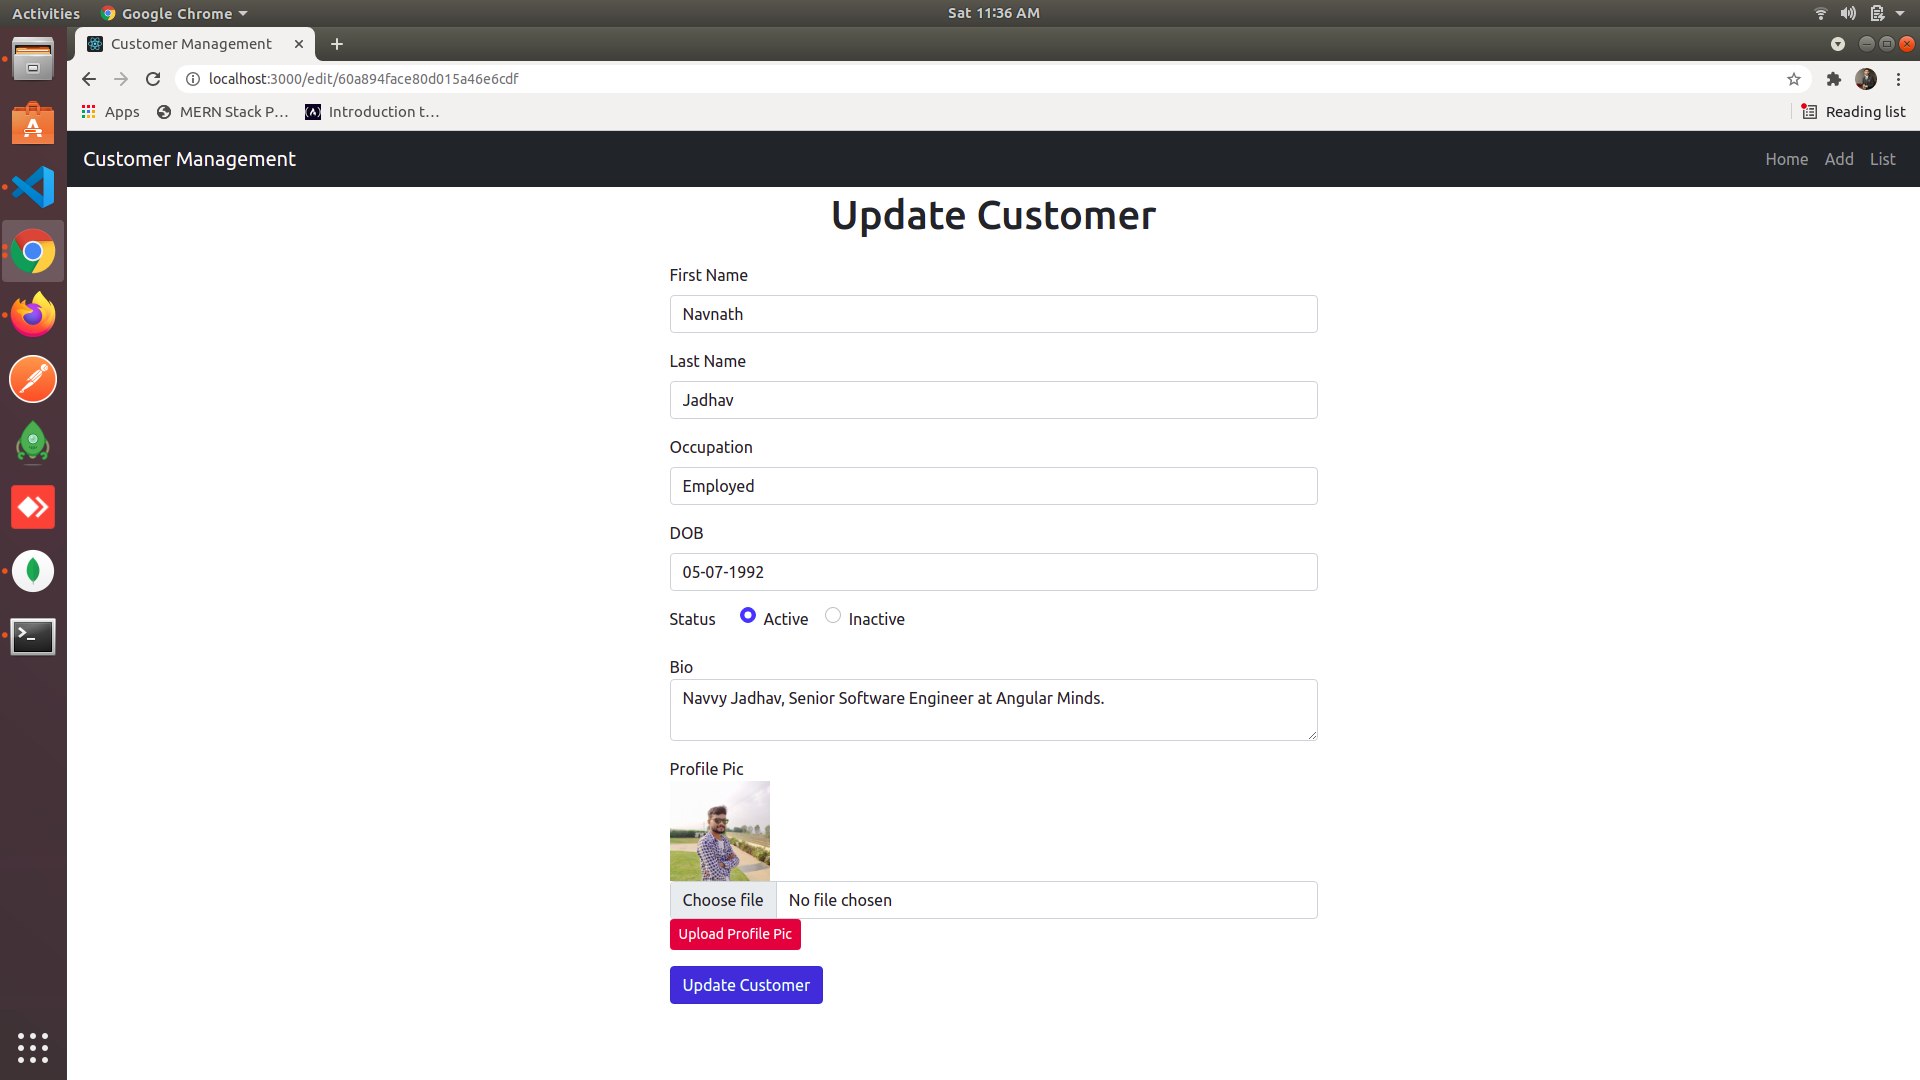 Activities Google Chrome Sat 11:36 AM
Customer Management
localhost:3000/edit/60a894face80d015a46e6cdf
Apps MERN Stack P... Introduction t... Reading list
Customer Management Home Add List
Update Customer
First Name
Navnath
Last Name
Jadhav
Occupation
Employed
DOB
05-07-1992
Status Active Inactive
Bio
Navvy Jadhav, Senior Software Engineer at Angular Minds.
Profile Pic
Choose file No file chosen
Upload Profile Pic
Update Customer